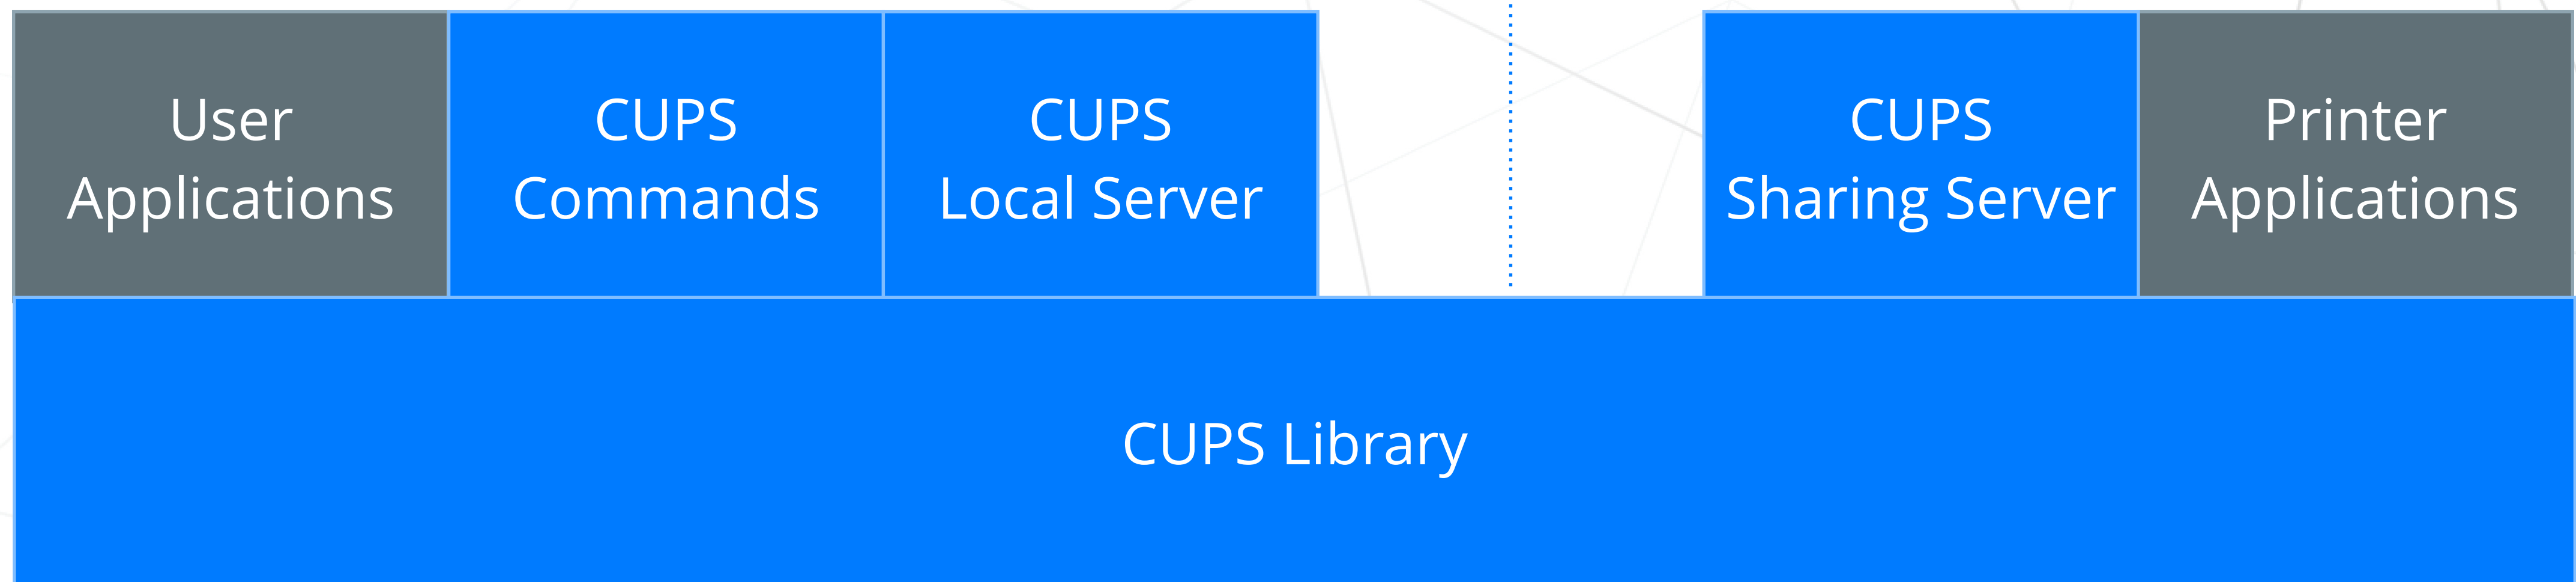 User
Applications
CUPS
Commands
CUPS
Local Server
CUPS
Sharing Server
Printer
Applications
CUPS Library